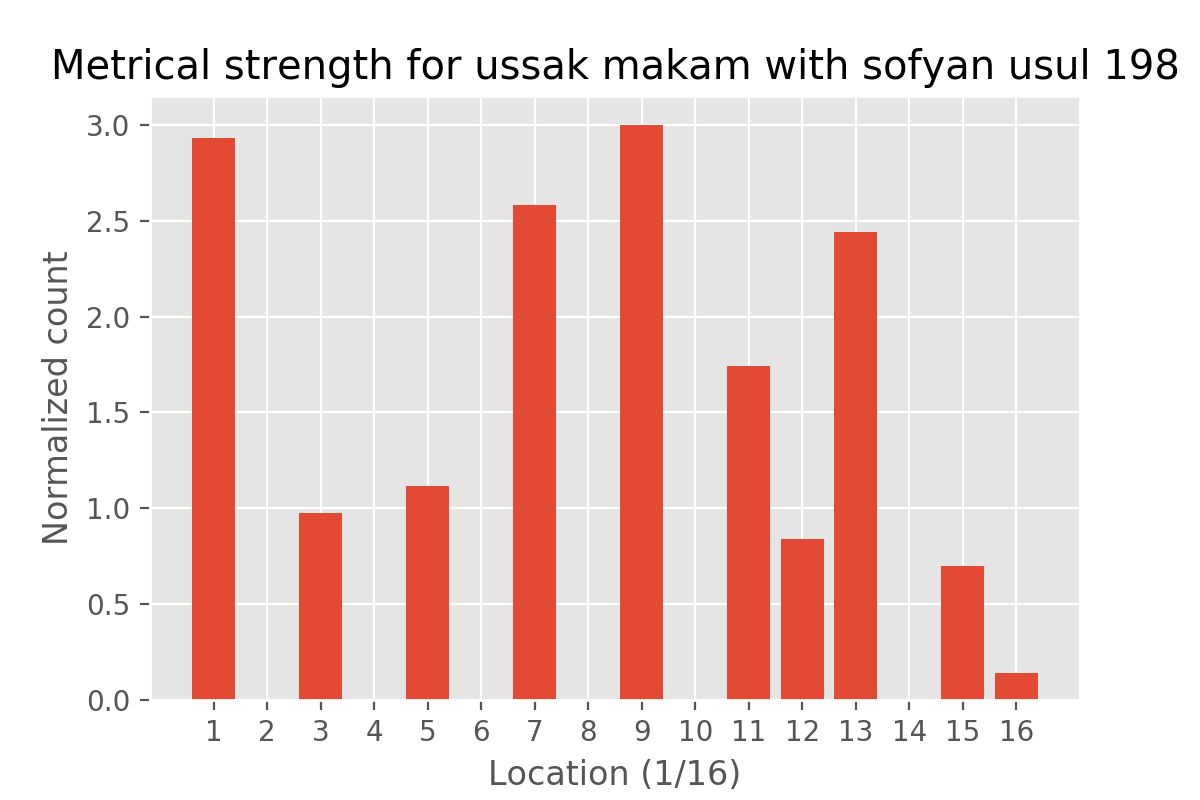 Metrical strength for ussak makam with sofyan usul 198
Normalized count
3.0
2.5
2.0
1.5
1.0
0.5
0.0
1 2 3 4 5 6 7 8 9 10 11 12 13 14 15 16
Location (1/16)